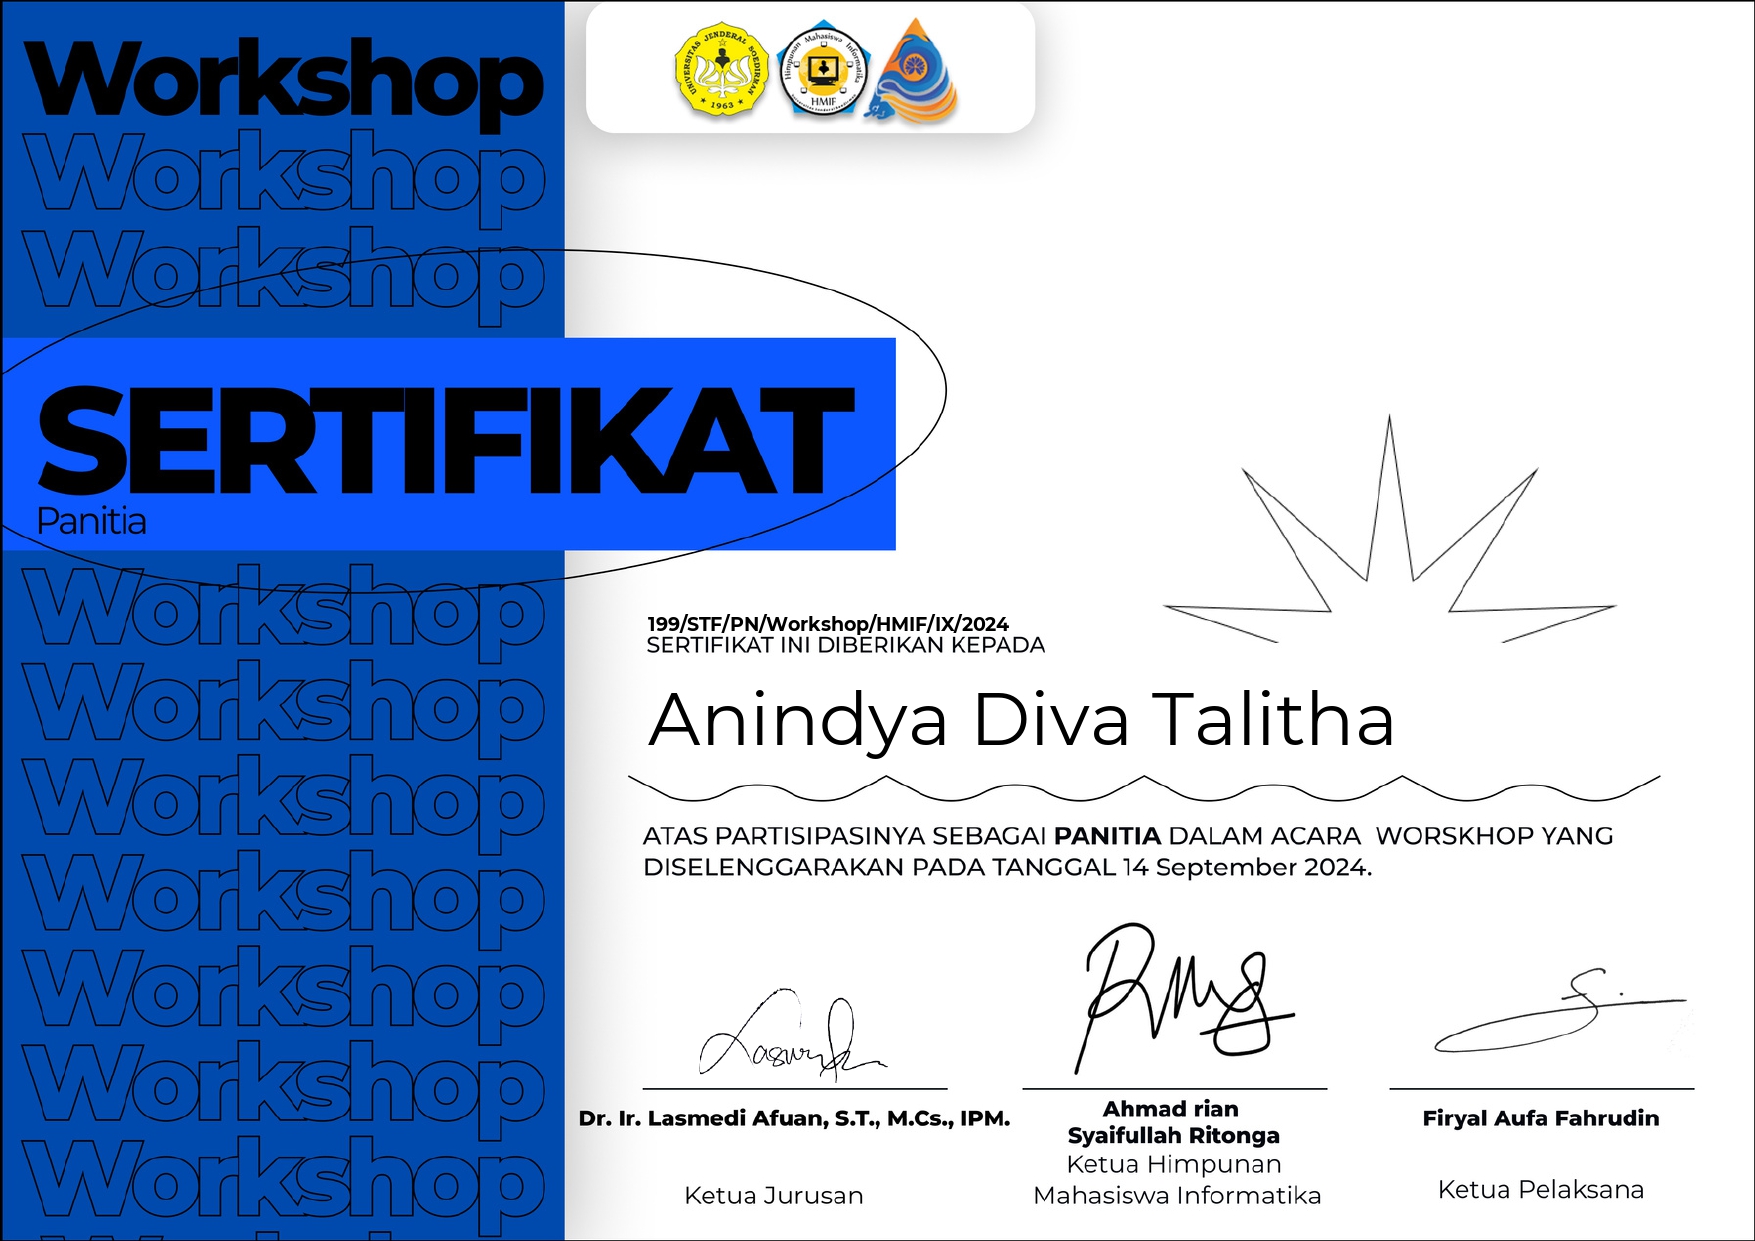 Workshop
Workshop
Workshop
SERTIFIKAT
Panitia
Workshop
Workshop
Workshop
Workshop
Workshop
Workshop
Workshop
UNIVERSITAS JENDERAL SOEDIRMAN
1963
Himpunan Mahasiswa Informatika
HMIF
199/STF/PN/Workshop/HMIF/IX/2024
SERTIFIKAT INI DIBERIKAN KEPADA
Anindya Diva Talitha
ATAS PARTISIPASINYA SEBAGAI PANITIA DALAM ACARA WORSKHOP YANG
DISELENGGARAKAN PADA TANGGAL 14 September 2024.
Dr. Ir. Lasmedi Afuan, S.T., M.Cs., IPM.
Ketua Jurusan
Ahmad rian
Syaifullah Ritonga
Ketua Himpunan
Mahasiswa Informatika
Firyal Aufa Fahrudin
Ketua Pelaksana